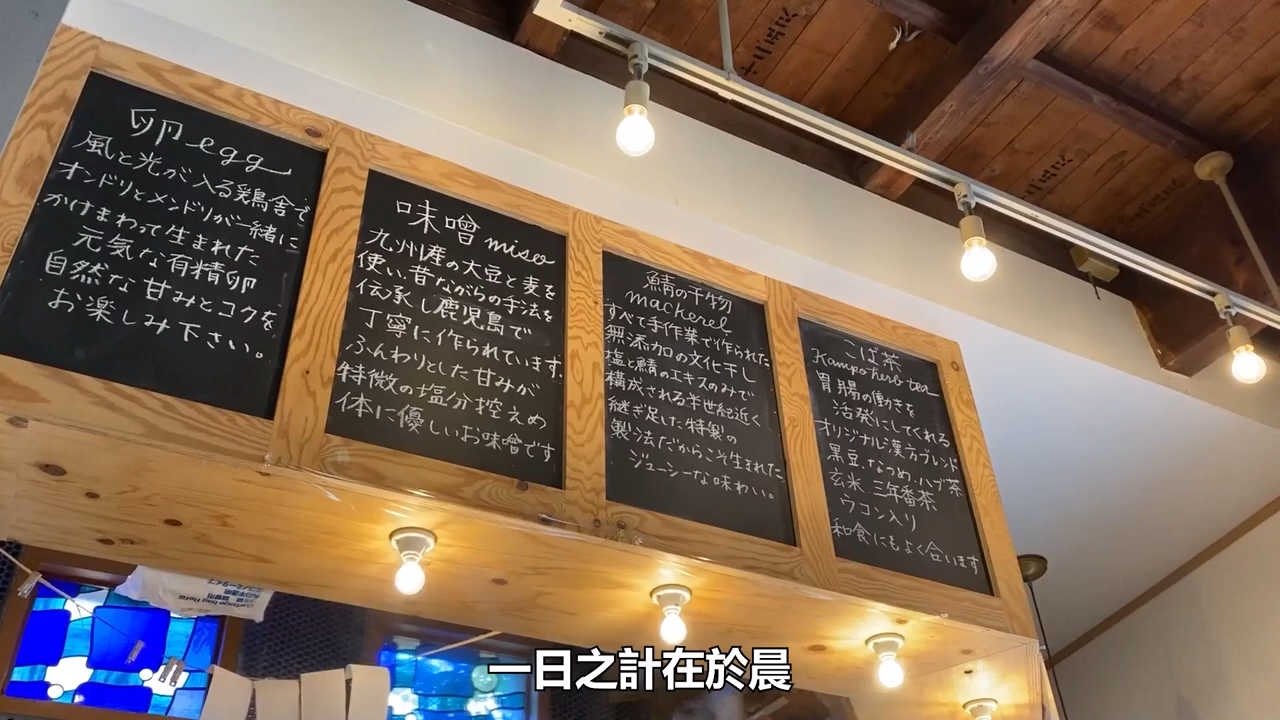 卵 egg
風と光が入る鶏舎で
オンドリとメンドリが一緒に
かけまわって生まれた
元気な有精卵
自然な甘みとコクを
お楽しみ下さい。
味噌 miso
九州産の大豆と麦を
使い、昔ながらの手法を
伝承し鹿児島で
丁寧に作られています。
ふんわりとした甘みが
特徴の塩分控えめ
体に優しいお味噌です
鯖の干物
mackerel
すべて手作業で作られた
無添加の文化干し
塩と鯖のエキスのみで
構成される半世紀近く
継ぎ足した特製の
製法だからこそ生まれた
ジューシーな味わい。
こば茶
Kampo herb tea
胃腸の働きを
活発にしてくれる
オリジナル漢方ブレンド
黒豆、なつめ、ハブ茶
玄米、三年番茶
ウコン入り
和食にもよく合います
Garbage bag Refill
一日之計在於晨